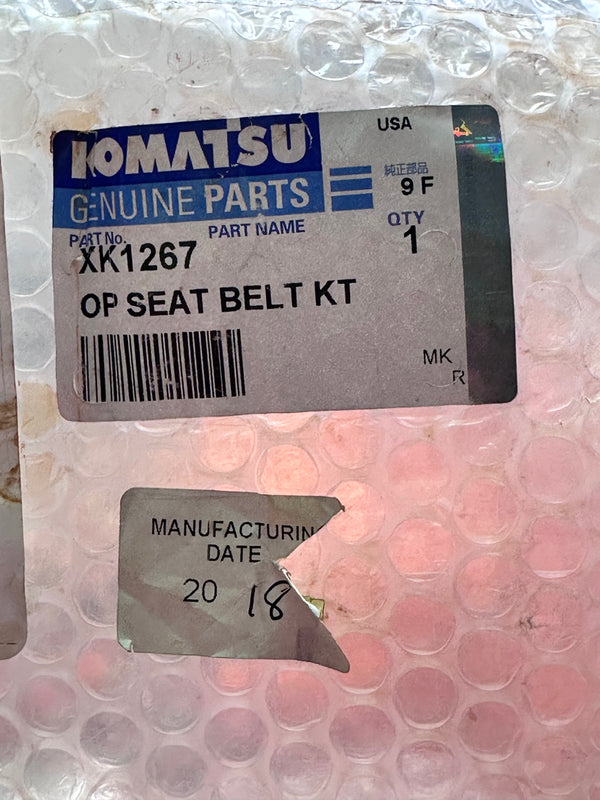 KOMATSU
USA
GENUINE PARTS
純正部品
9 F
PART No.
PART NAME
QTY
XK1267
1
OP SEAT BELT KT
MK
R
MANUFACTURIN
DATE
20 18